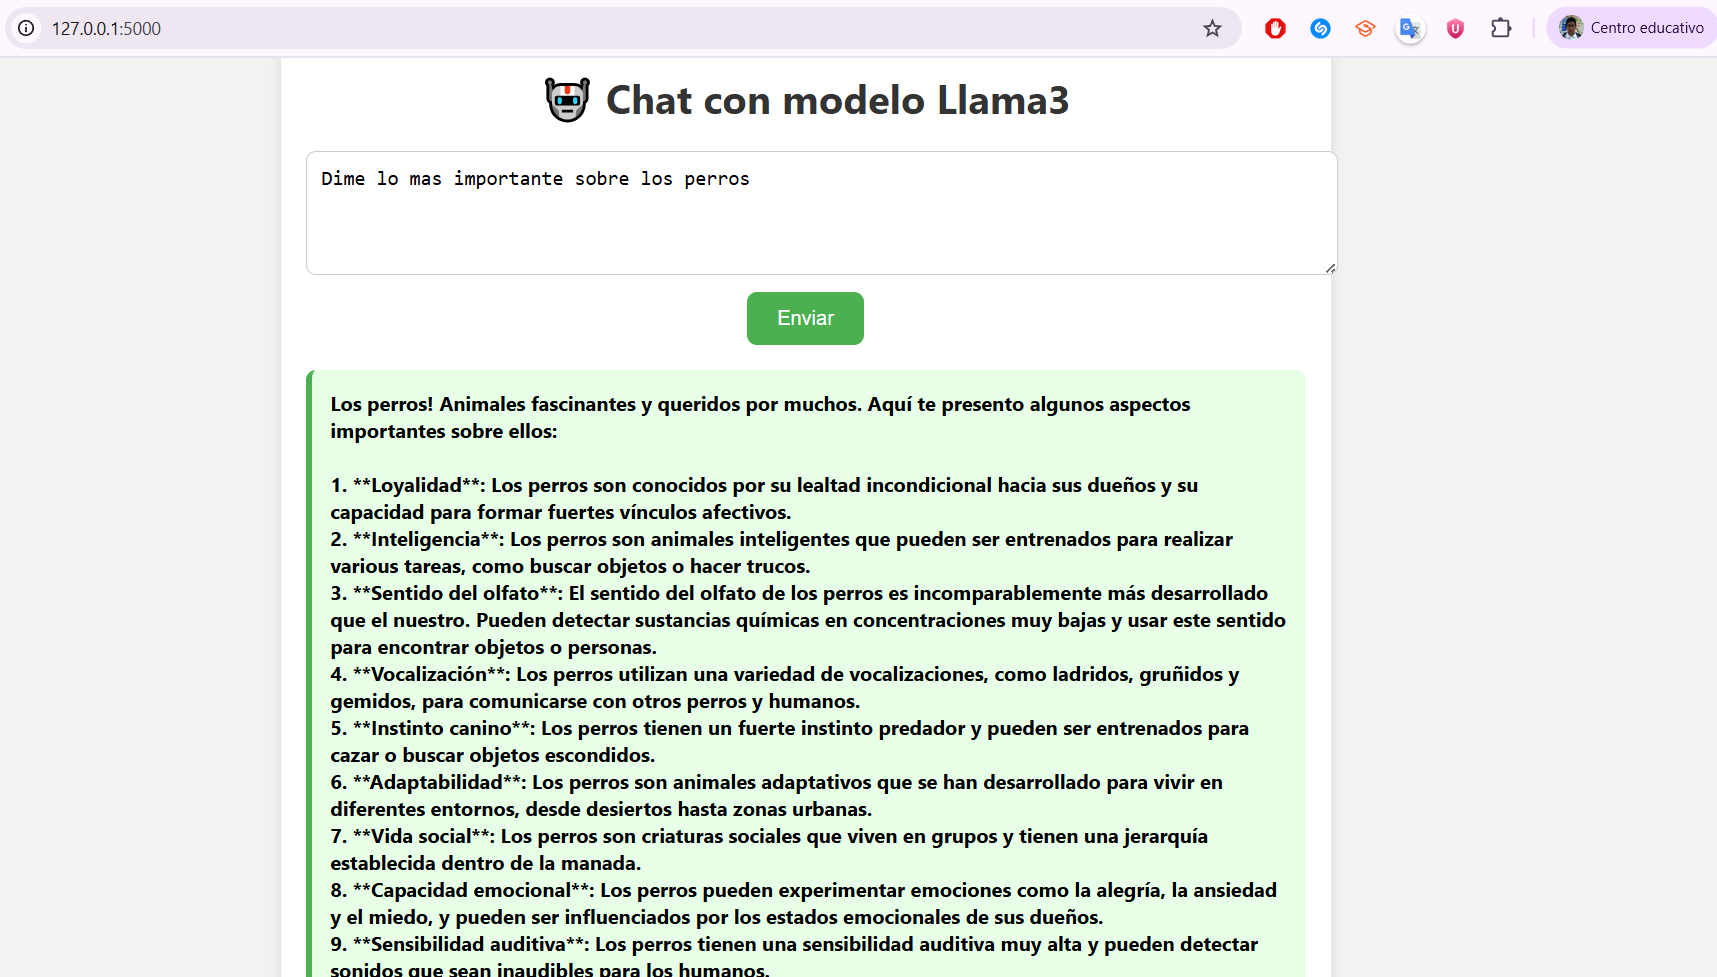 127.0.0.1:5000
Centro educativo
Chat con modelo Llama3
Dime lo mas importante sobre los perros
Enviar
Los perros! Animales fascinantes y queridos por muchos. Aquí te presento algunos aspectos
importantes sobre ellos:
1. **Loyalidad**: Los perros son conocidos por su lealtad incondicional hacia sus dueños y su
capacidad para formar fuertes vínculos afectivos.
2. **Inteligencia**: Los perros son animales inteligentes que pueden ser entrenados para realizar
various tareas, como buscar objetos o hacer trucos.
3. **Sentido del olfato**: El sentido del olfato de los perros es incomparablemente más desarrollado
que el nuestro. Pueden detectar sustancias químicas en concentraciones muy bajas y usar este sentido
para encontrar objetos o personas.
4. **Vocalización**: Los perros utilizan una variedad de vocalizaciones, como ladridos, gruñidos y
gemidos, para comunicarse con otros perros y humanos.
5. **Instinto canino**: Los perros tienen un fuerte instinto predador y pueden ser entrenados para
cazar o buscar objetos escondidos.
6. **Adaptabilidad**: Los perros son animales adaptativos que se han desarrollado para vivir en
diferentes entornos, desde desiertos hasta zonas urbanas.
7. **Vida social**: Los perros son criaturas sociales que viven en grupos y tienen una jerarquía
establecida dentro de la manada.
8. **Capacidad emocional**: Los perros pueden experimentar emociones como la alegría, la ansiedad
y el miedo, y pueden ser influenciados por los estados emocionales de sus dueños.
9. **Sensibilidad auditiva**: Los perros tienen una sensibilidad auditiva muy alta y pueden detectar
sonidos que sean inaudibles para los humanos.